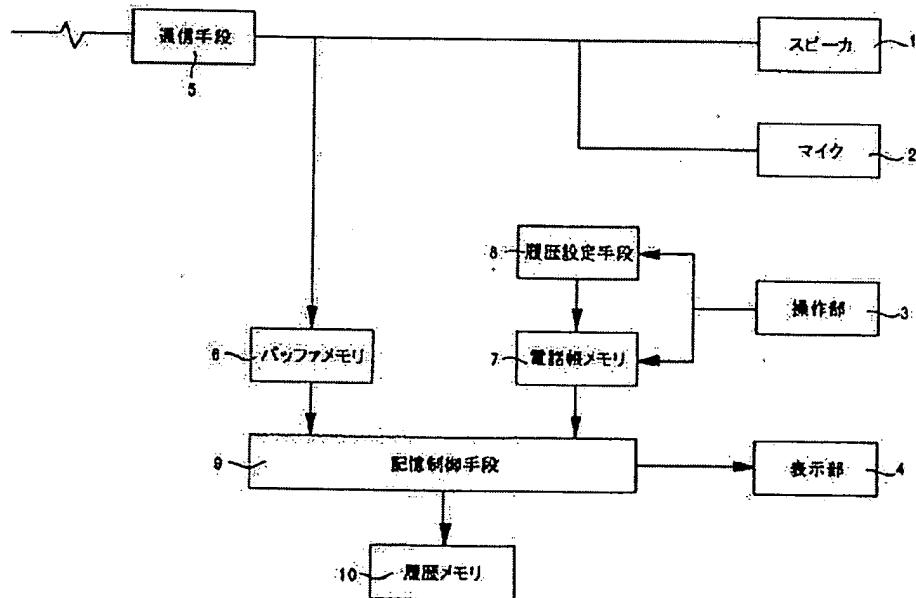 通信手段
5
スピーカ
1
マイク
2
8
履歴設定手段
操作部
3
6
バッファメモリ
7
電話帳メモリ
9
記憶制御手段
表示部
4
10
履歴メモリ